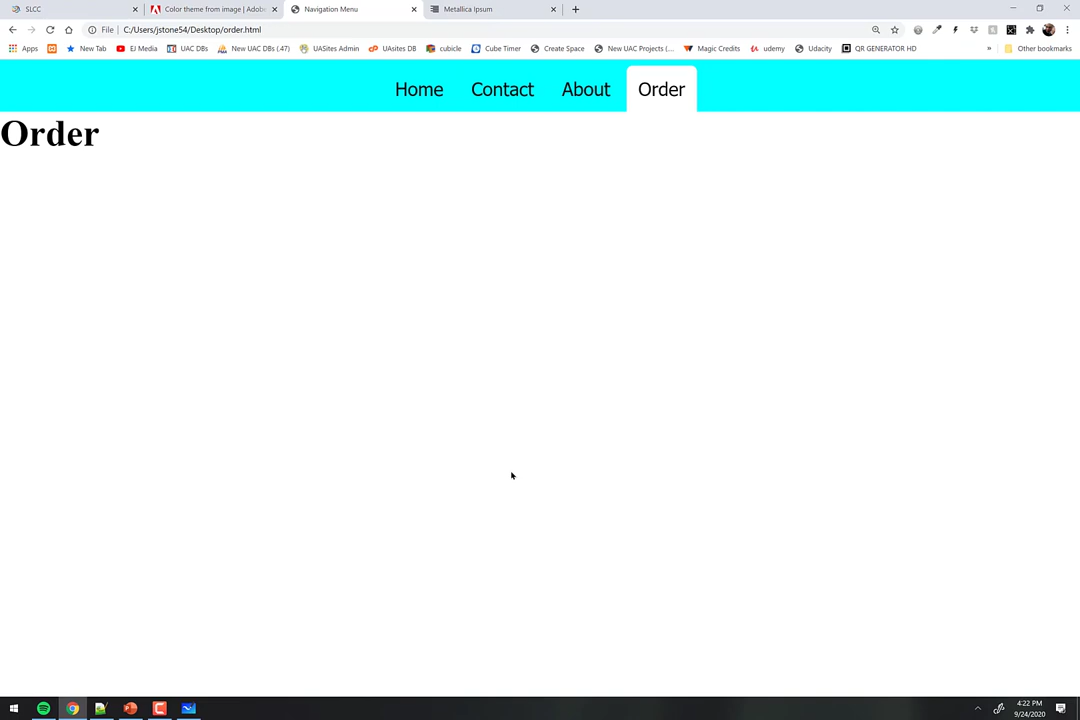 SLCC
Color theme from image | Adob
Navigation Menu
Metallica Ipsum
File C:/Users/jstone54/Desktop/order.html
Apps New Tab EJ Media UAC DBs New UAC DBs (.47) UASites Admin UAsites DB cubicle Cube Timer Create Space New UAC Projects (... Magic Credits udemy Udacity QR GENERATOR HD » Other bookmarks
Home Contact About Order
Order
4:22 PM
9/24/2020